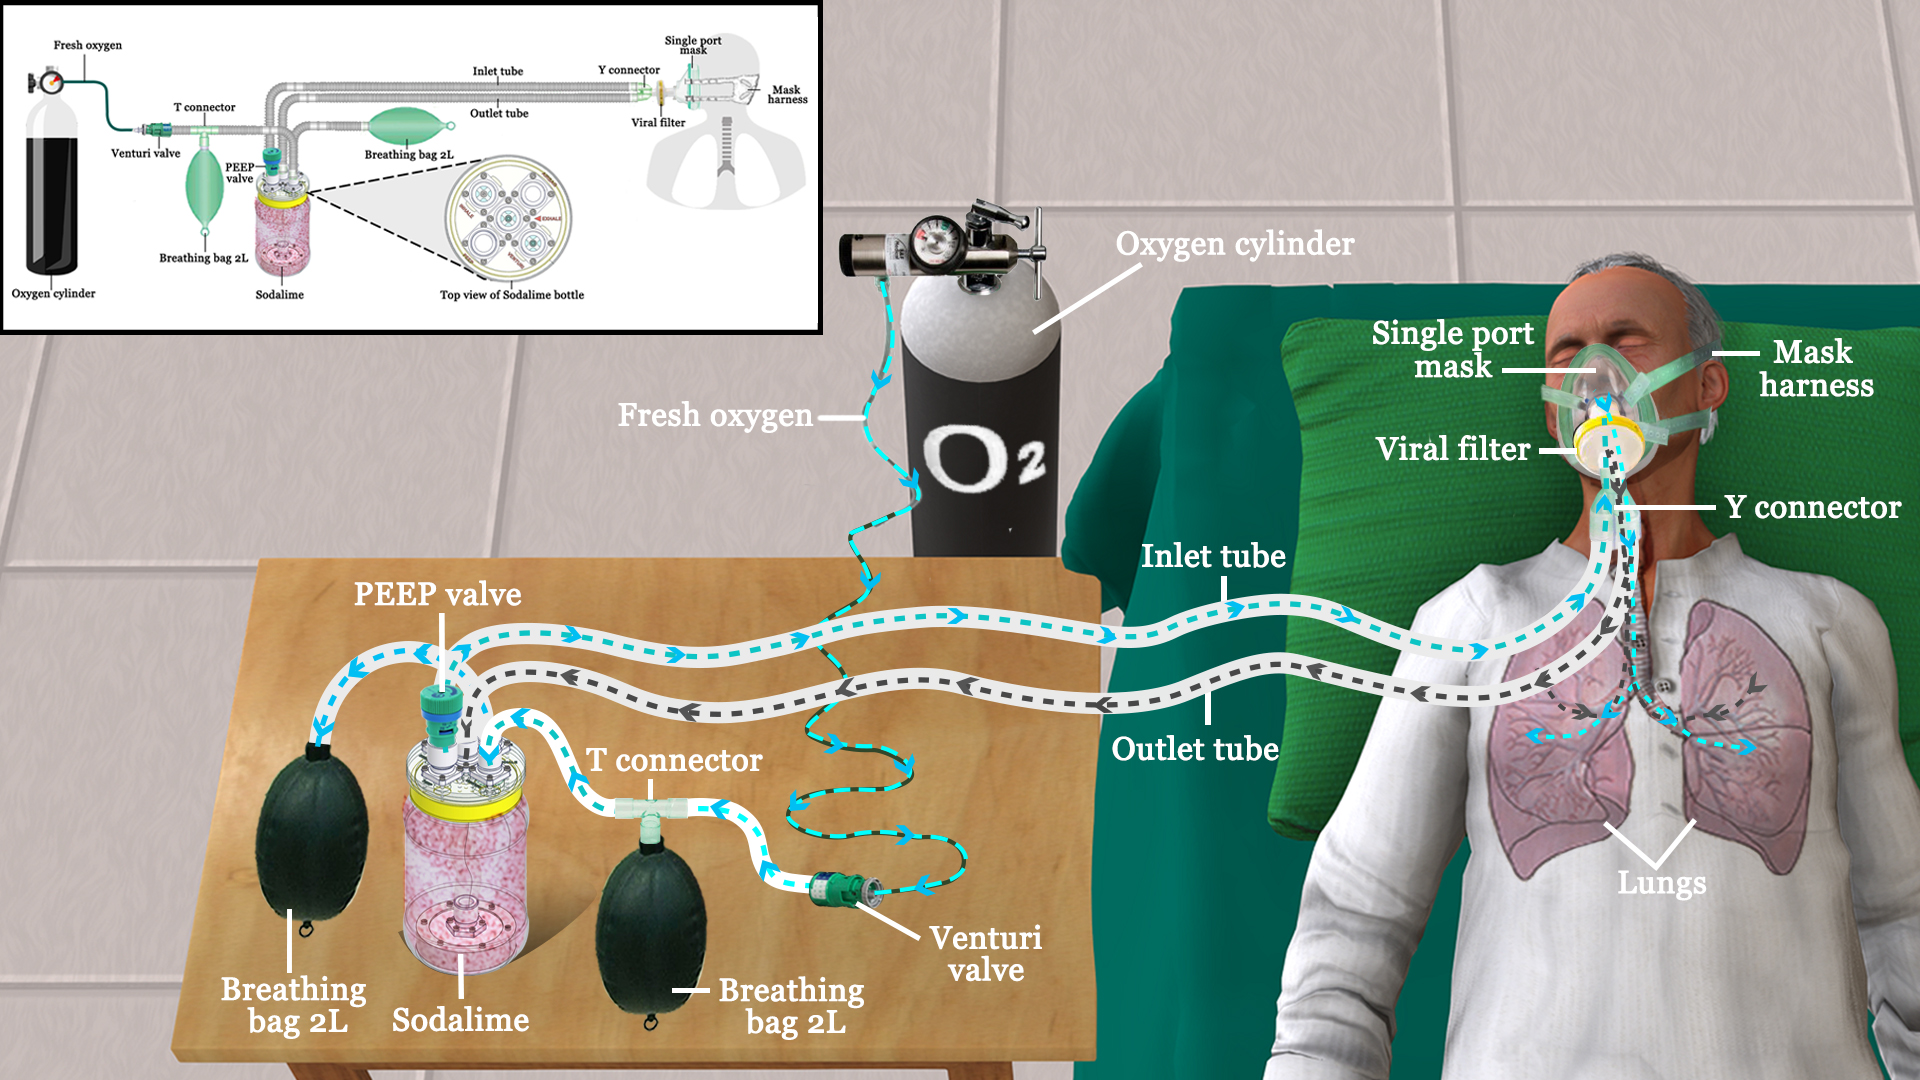 Fresh oxygen
Single port
mask
Inlet tube
Y connector
Mask
harness
T connector
Outlet tube
Viral filter
Venturi valve
Breathing bag 2L
PEEP
valve
EXHALE
VENTURI
Breathing bag 2L
Oxygen cylinder
Sodalime
Top view of Sodalime bottle
Oxygen cylinder
Single port
mask
Mask
harness
Fresh oxygen
O2
Viral filter
Y connector
Inlet tube
PEEP valve
Outlet tube
T connector
Lungs
Venturi
valve
Breathing
bag 2L
Sodalime
Breathing
bag 2L